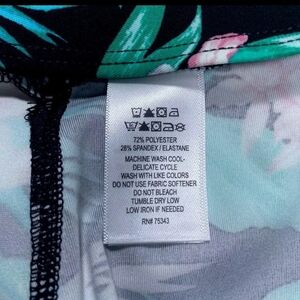 72% POLYESTER
28% SPANDEX / ELASTANE
MACHINE WASH COOL-
DELICATE CYCLE
WASH WITH LIKE COLORS
DO NOT USE FABRIC SOFTENER
DO NOT BLEACH
TUMBLE DRY LOW
LOW IRON IF NEEDED
RN# 75343